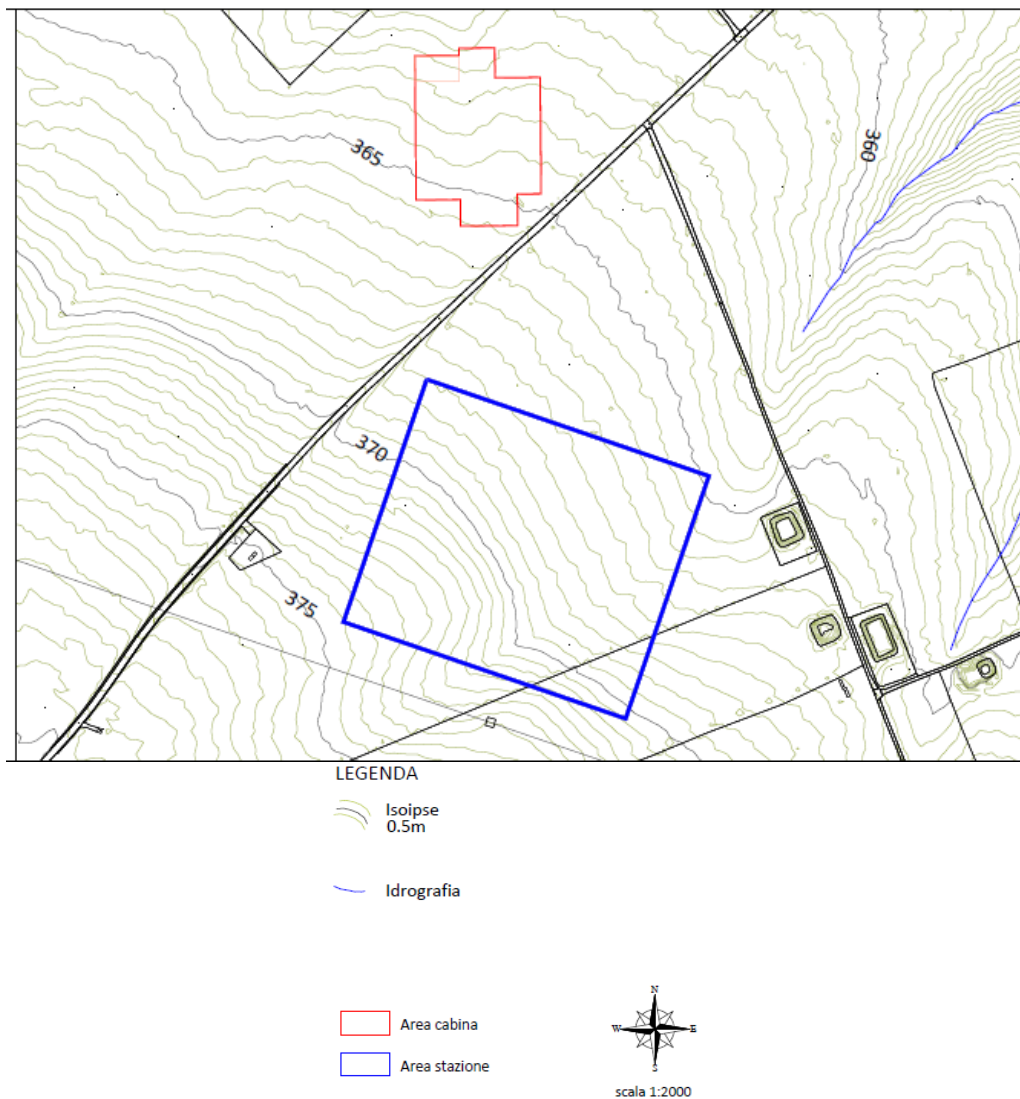 365
360
370
375
LEGENDA
Isoipse
0.5m
Idrografia
Area cabina
Area stazione
N
W E
S
scala 1:2000